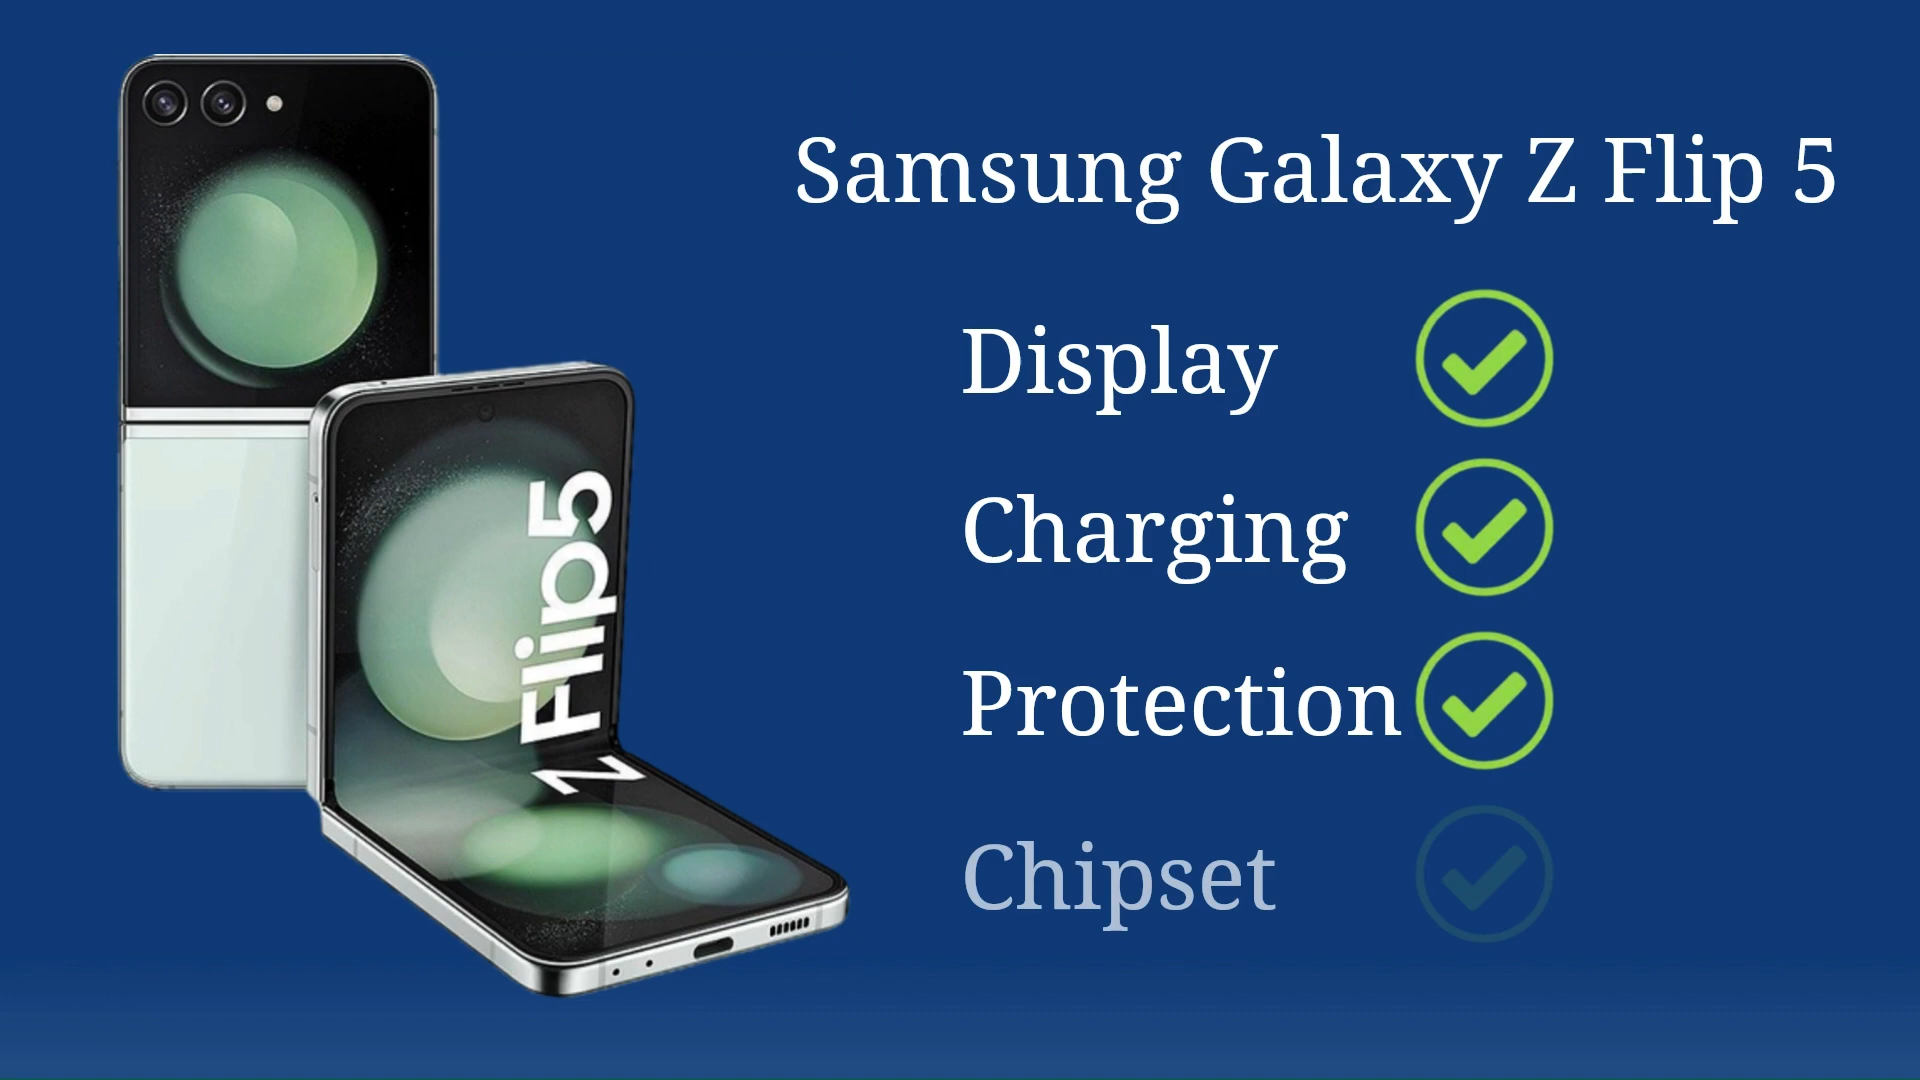 Samsung Galaxy Z Flip 5
Display
Charging
Protection
Chipset
Z Flip5